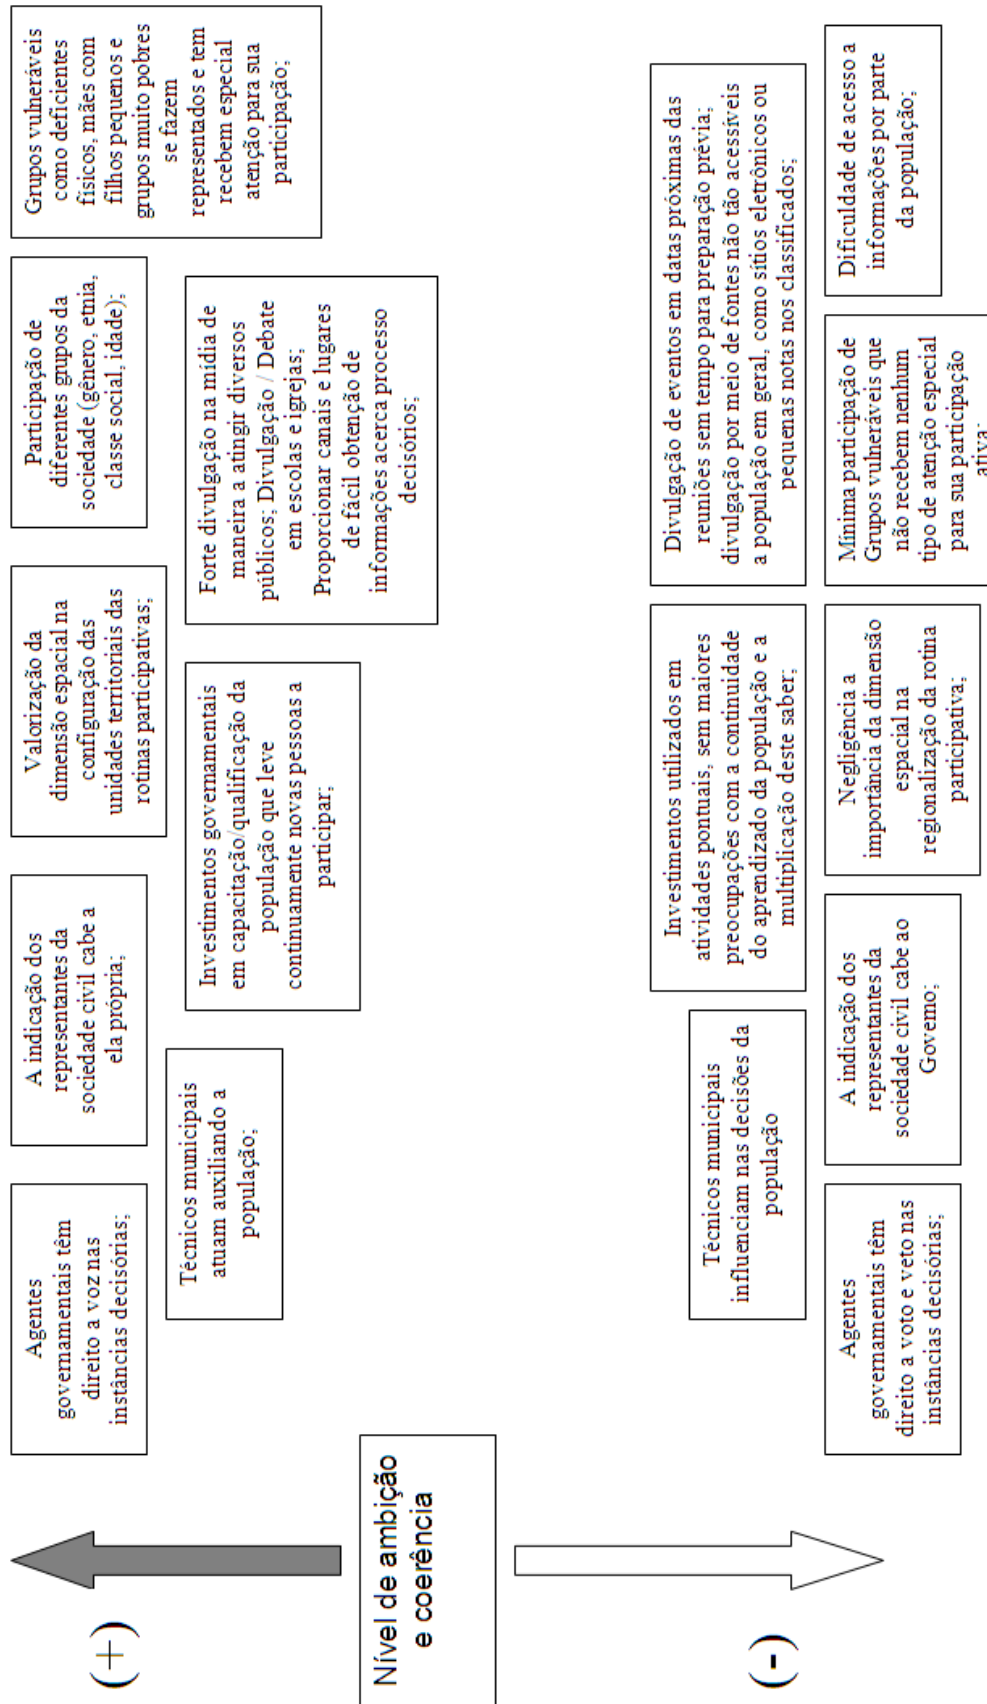 (+)
Nível de ambição
e coerência
(-)
Agentes
governamentais têm
direito a voz nas
instâncias decisórias;
A indicação dos
representantes da
sociedade civil cabe a
ela própria;
Valorização da
dimensão espacial na
configuração das
unidades territoriais das
rotinas participativas;
Participação de
diferentes grupos da
sociedade (gênero, etnia,
classe social, idade);
Grupos vulneráveis
como deficientes
físicos, mães com
filhos pequenos e
grupos muito pobres
se fazem
representados e tem
recebem especial
atenção para sua
participação;
Técnicos municipais
atuam auxiliando a
população;
Investimentos governamentais
em capacitação/qualificação da
população que leve
continuamente novas pessoas a
participar;
Forte divulgação na mídia de
maneira a atingir diversos
públicos; Divulgação / Debate
em escolas e igrejas;
Proporcionar canais e lugares
de fácil obtenção de
informações acerca processo
decisórios;
Técnicos municipais
influenciam nas decisões da
população
Investimentos utilizados em
atividades pontuais, sem maiores
preocupações com a continuidade
do aprendizado da população e a
multiplicação deste saber;
Divulgação de eventos em datas próximas das
reuniões sem tempo para preparação prévia;
divulgação por meio de fontes não tão acessíveis
a população em geral, como sítios eletrônicos ou
pequenas notas nos classificados;
Agentes
governamentais têm
direito a voto e veto nas
instâncias decisórias;
A indicação dos
representantes da
sociedade civil cabe ao
Governo;
Negligência a
importância da dimensão
espacial na
regionalização da rotina
participativa;
Mínima participação de
Grupos vulneráveis que
não recebem nenhum
tipo de atenção especial
para sua participação
ativa;
Dificuldade de acesso a
informações por parte
da população;